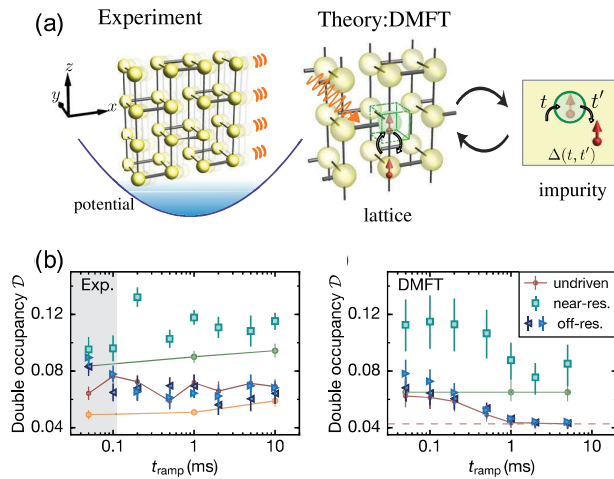 Experiment
Theory:DMFT
(a)
z
y
x
potential
lattice
t
t′
Δ(t, t′)
impurity
(b)
Exp.
DMFT
undriven
near-res.
off-res.
Double occupancy 𝒟
0.12
0.08
0.04
0.1
1
10
t_ramp (ms)
Double occupancy 𝒟
0.12
0.08
0.04
0.1
1
10
t_ramp (ms)